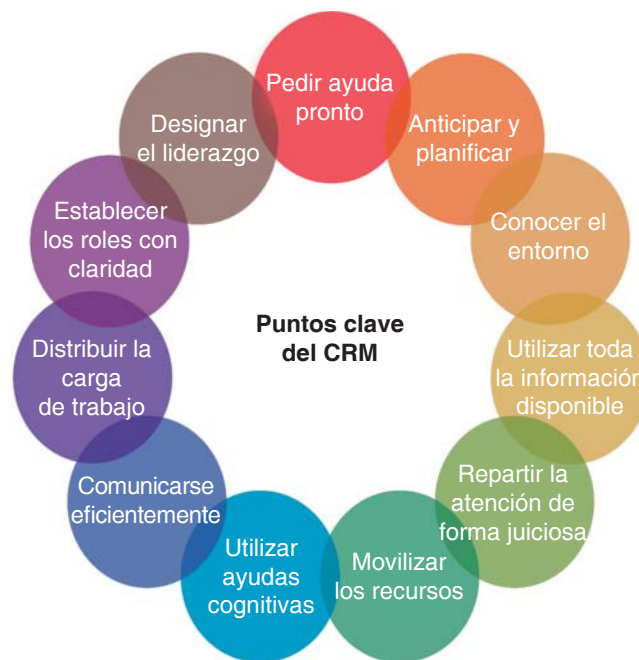 Pedir ayuda
pronto
Anticipar y
planificar
Conocer el
entorno
Utilizar toda
la información
disponible
Repartir la
atención de
forma juiciosa
Movilizar
los recursos
Utilizar
ayudas
cognitivas
Comunicarse
eficientemente
Distribuir la
carga
de trabajo
Establecer
los roles con
claridad
Designar
el liderazgo
Puntos clave
del CRM